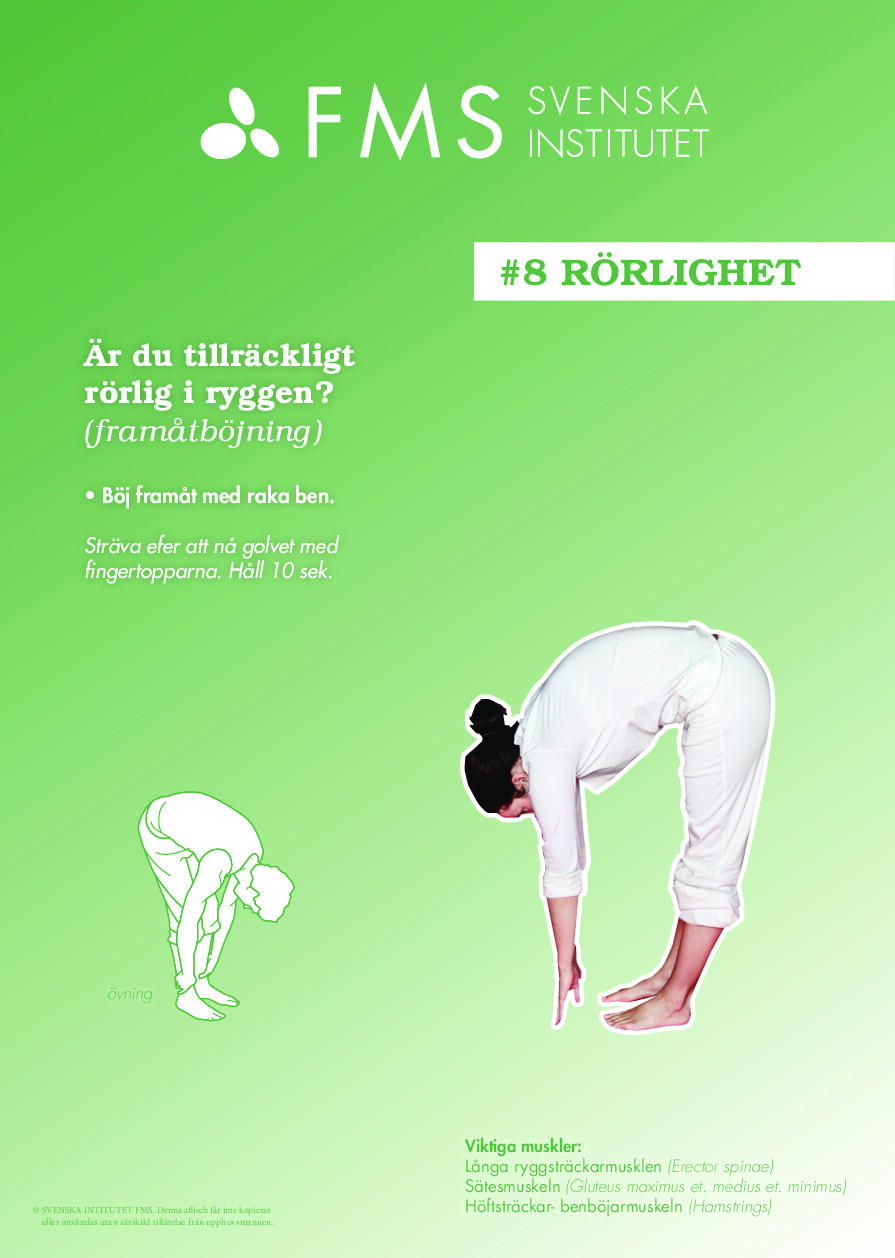 FMS SVENSKA
INSTITUTET
#8 RÖRLIGHET
Är du tillräckligt
rörlig i ryggen?
(framåtböjning)
• Böj framåt med raka ben.
Sträva efer att nå golvet med
fingertopparna. Håll 10 sek.
övning
Viktiga muskler:
Långa ryggsträckarmusklen (Erector spinae)
Sätesmuskeln (Gluteus maximus et. medius et. minimus)
Höftsträckar- benböjarmuskeln (Hamstrings)
© SVENSKA INTITUTET FMS. Denna affisch får inte kopieras
eller användas utan särskild tillåtelse från upphovsmannen.